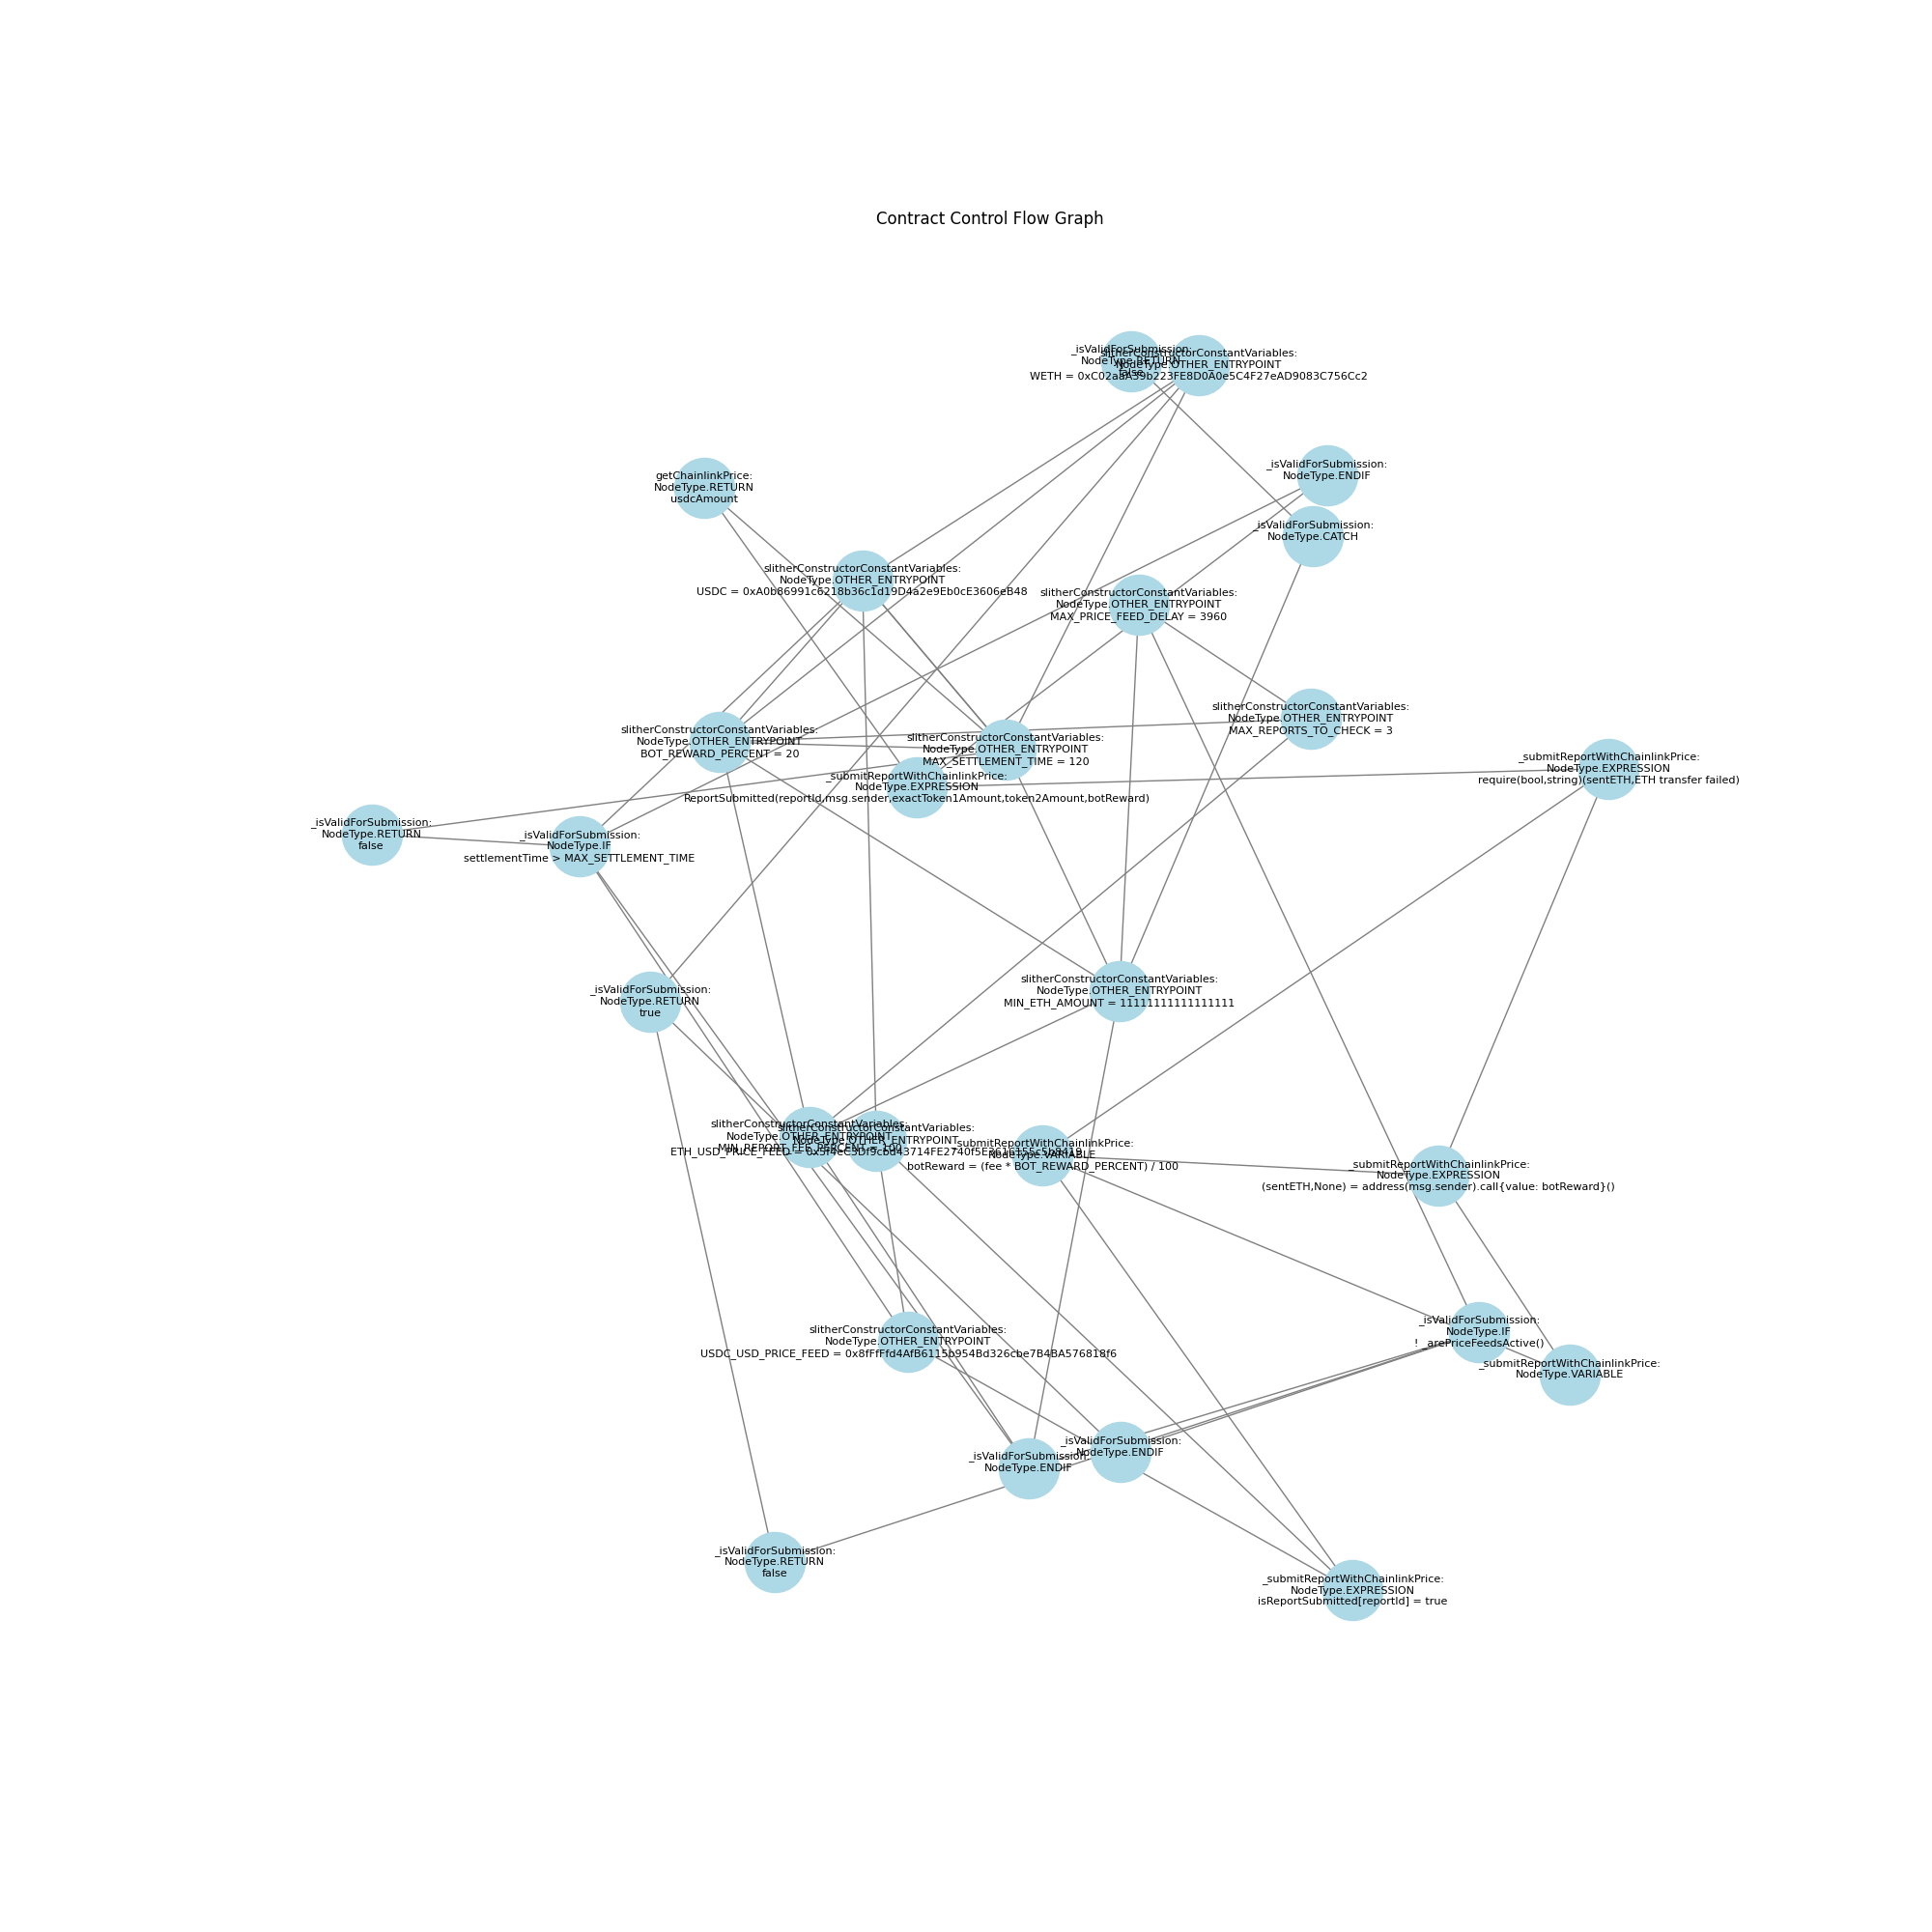 Contract Control Flow Graph
_isValidForSubmission:
NodeType.RETURN
false
slitherConstructorConstantVariables:
NodeType.OTHER_ENTRYPOINT
WETH = 0xC02aaA39b223FE8D0A0e5C4F27eAD9083C756Cc2
_isValidForSubmission:
NodeType.ENDIF
getChainlinkPrice:
NodeType.RETURN
usdcAmount
_isValidForSubmission:
NodeType.CATCH
slitherConstructorConstantVariables:
NodeType.OTHER_ENTRYPOINT
USDC = 0xA0b86991c6218b36c1d19D4a2e9Eb0cE3606eB48
slitherConstructorConstantVariables:
NodeType.OTHER_ENTRYPOINT
MAX_PRICE_FEED_DELAY = 3960
slitherConstructorConstantVariables:
NodeType.OTHER_ENTRYPOINT
MAX_REPORTS_TO_CHECK = 3
slitherConstructorConstantVariables:
NodeType.OTHER_ENTRYPOINT
BOT_REWARD_PERCENT = 20
slitherConstructorConstantVariables:
NodeType.OTHER_ENTRYPOINT
MAX_SETTLEMENT_TIME = 120
_submitReportWithChainlinkPrice:
NodeType.EXPRESSION
require(bool,string)(sentETH,ETH transfer failed)
_submitReportWithChainlinkPrice:
NodeType.EXPRESSION
ReportSubmitted(reportId,msg.sender,exactToken1Amount,token2Amount,botReward)
_isValidForSubmission:
NodeType.RETURN
false
_isValidForSubmission:
NodeType.IF
settlementTime > MAX_SETTLEMENT_TIME
slitherConstructorConstantVariables:
NodeType.OTHER_ENTRYPOINT
MIN_ETH_AMOUNT = 11111111111111111
_isValidForSubmission:
NodeType.RETURN
true
slitherConstructorConstantVariables:
NodeType.OTHER_ENTRYPOINT
MIN_REPORT_FEE_PERCENT = 100
slitherConstructorConstantVariables:
NodeType.OTHER_ENTRYPOINT
ETH_USD_PRICE_FEED =
_submitReportWithChainlinkPrice:
NodeType.VARIABLE
botReward = (fee * BOT_REWARD_PERCENT) / 100
_submitReportWithChainlinkPrice:
NodeType.EXPRESSION
(sentETH,None) = address(msg.sender).call{value: botReward}()
slitherConstructorConstantVariables:
NodeType.OTHER_ENTRYPOINT
USDC_USD_PRICE_FEED = 0x8fFfFfd4AfB6115b954Bd326cbe7B4BA576818f6
_isValidForSubmission:
NodeType.IF
! _arePriceFeedsActive()
_submitReportWithChainlinkPrice:
NodeType.VARIABLE
_isValidForSubmission:
NodeType.ENDIF
_isValidForSubmission:
NodeType.ENDIF
_isValidForSubmission:
NodeType.RETURN
false
_submitReportWithChainlinkPrice:
NodeType.EXPRESSION
isReportSubmitted[reportId] = true